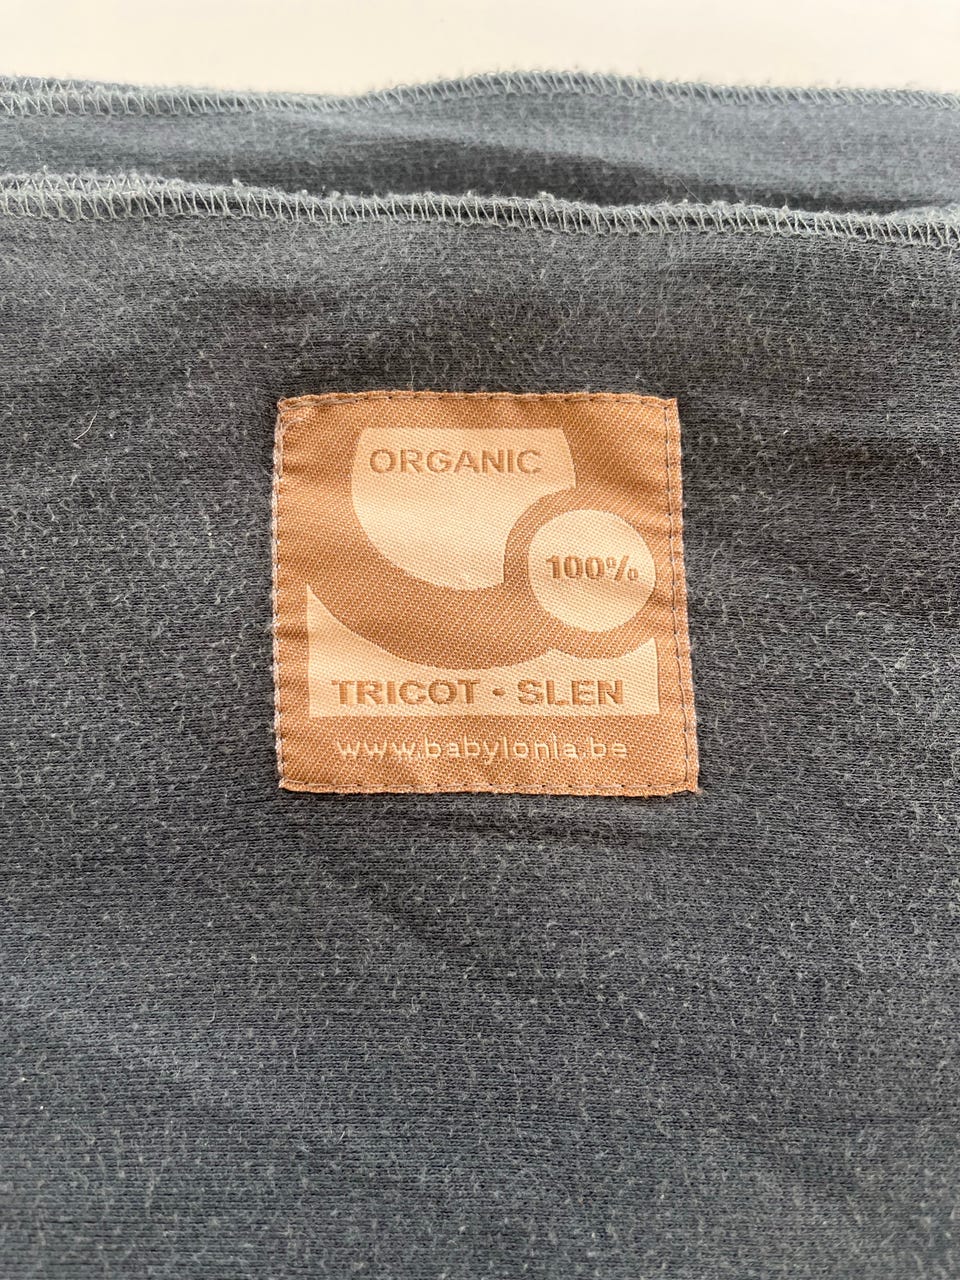 ORGANIC
100%
TRICOT • SLEN
www.babylonia.be